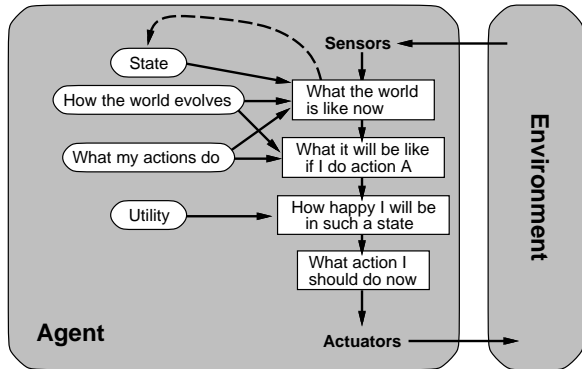 Sensors
State
What the world
is like now
How the world evolves
What my actions do
What it will be like
if I do action A
Utility
How happy I will be
in such a state
What action I
should do now
Agent
Actuators
Environment